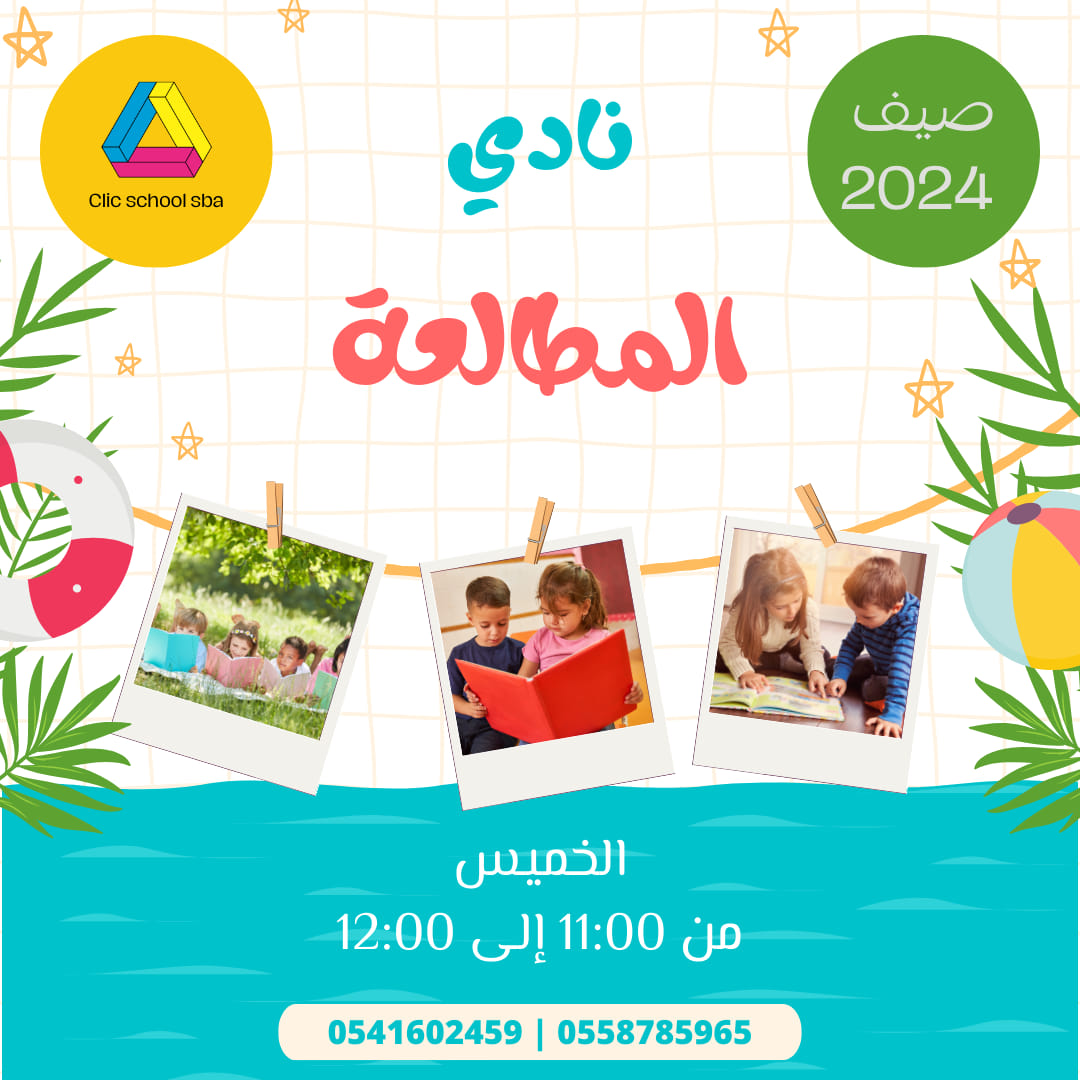 Clic school sba
صيف
2024
نادي
المطالعة
الخميس
من 11:00 إلى 12:00
0541602459 | 0558785965